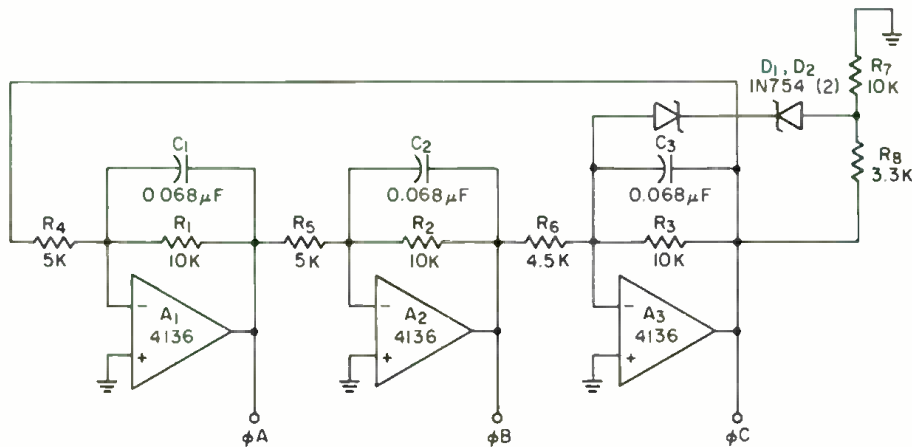 D1, D2
1N754 (2)
R7
10K
R8
3.3K
C1
0.068µF
C2
0.068µF
C3
0.068µF
R4
5K
R1
10K
R5
5K
R2
10K
R6
4.5K
R3
10K
−
A1
4136
+
−
A2
4136
+
−
A3
4136
+
φA
φB
φC